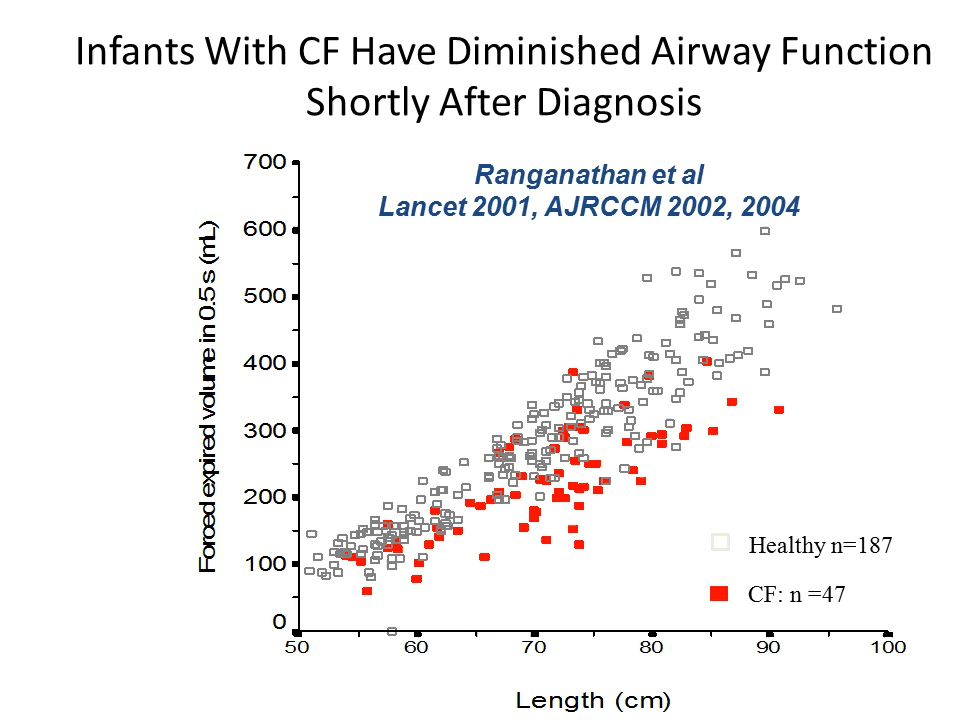 Infants With CF Have Diminished Airway Function
Shortly After Diagnosis
Ranganathan et al
Lancet 2001, AJRCCM 2002, 2004
Forced expired volume in 0.5 s (mL)
700
600
500
400
300
200
100
0
50
60
70
80
90
100
Length (cm)
Healthy n=187
CF: n =47